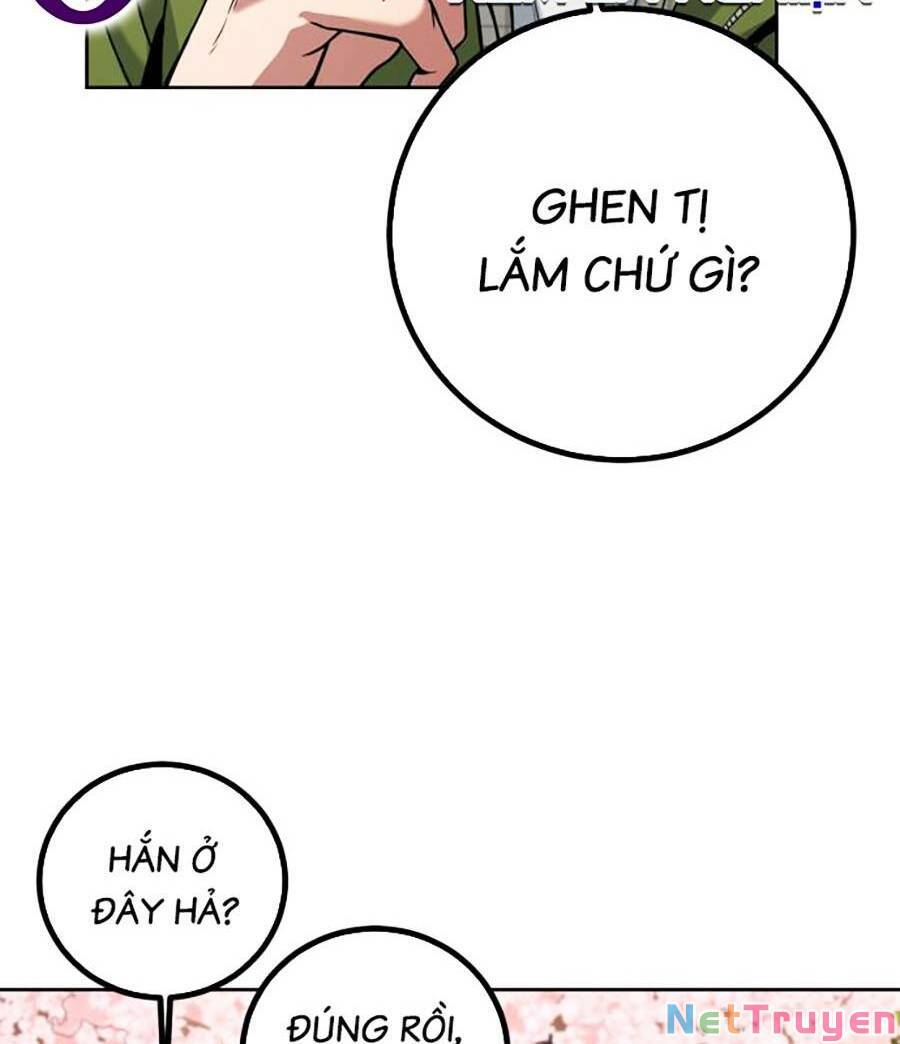 GHEN TỊ
LẮM CHỨ GÌ?
HẮN Ở
ĐÂY HẢ?
ĐÚNG RỒI,
NetTruyen